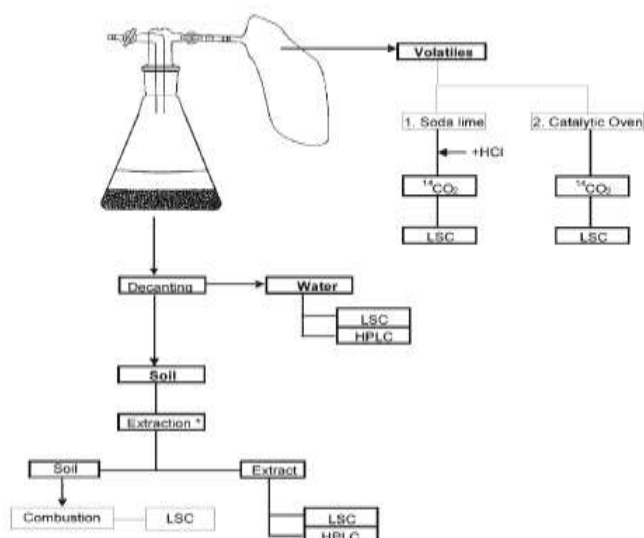 Volatiles
1. Soda lime
2. Catalytic Oven
+HCl
¹⁴CO₂
¹⁴CO₂
LSC
LSC
Decanting
Water
LSC
HPLC
Soil
Extraction *
Soil
Extract
Combustion
LSC
LSC
HPLC